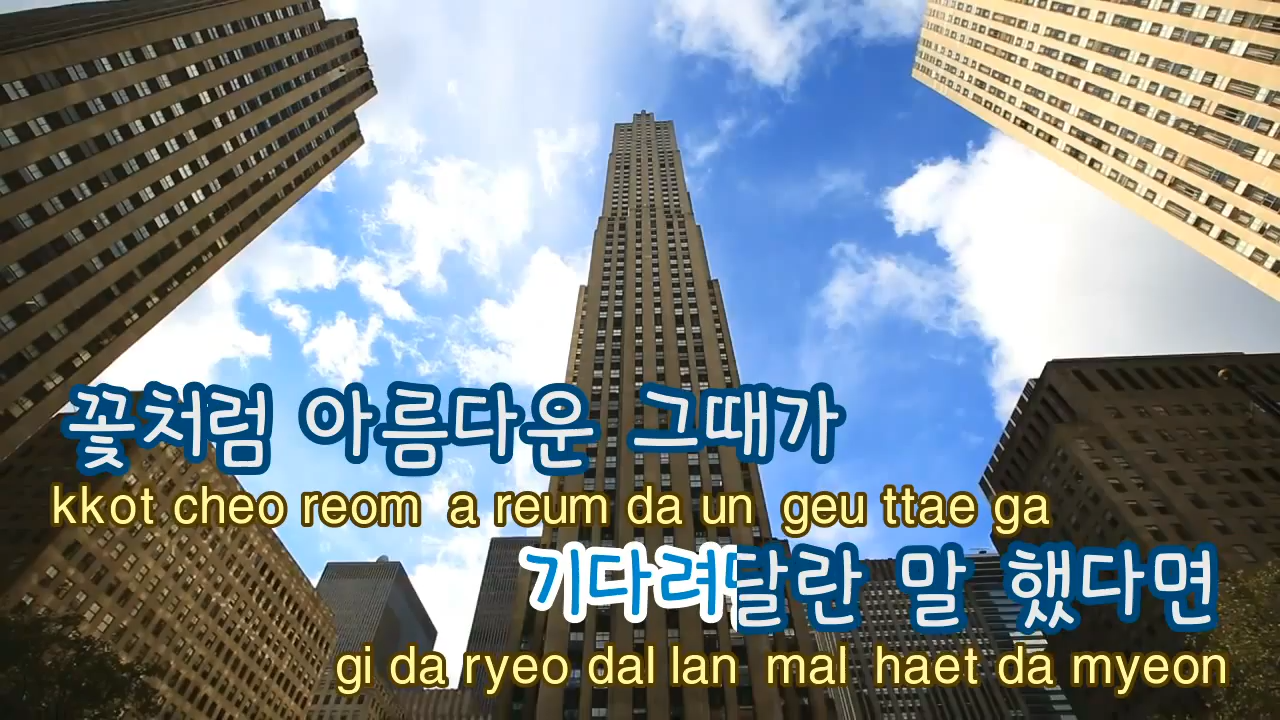 꽃처럼 아름다운 그때가
kkot cheo reom a reum da un geu ttae ga
기다려달란 말 했다면
gi da ryeo dal lan mal haet da myeon